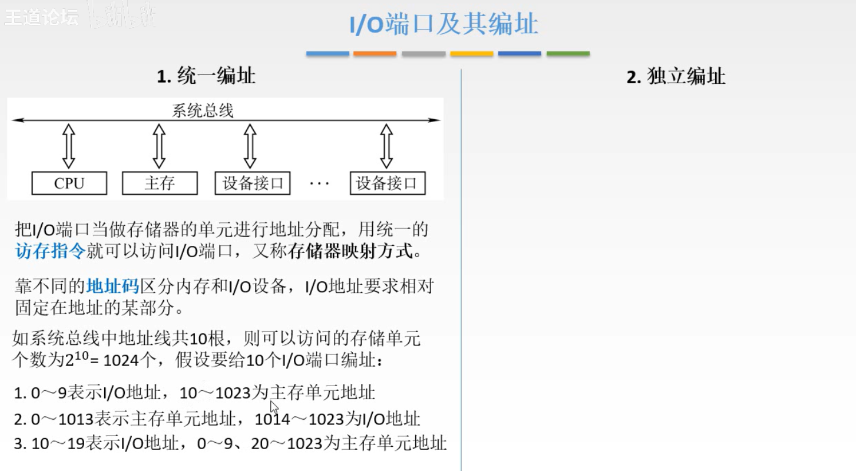 王道论坛
I/O端口及其编址
1. 统一编址
系统总线
CPU 主存 设备接口 ··· 设备接口
把I/O端口当做存储器的单元进行地址分配，用统一的
访存指令就可以访问I/O端口，又称存储器映射方式。
靠不同的地址码区分内存和I/O设备，I/O地址要求相对
固定在地址的某部分。
如系统总线中地址线共10根，则可以访问的存储单元
个数为2¹⁰= 1024个，假设要给10个I/O端口编址：
1. 0～9表示I/O地址，10～1023为主存单元地址
2. 0～1013表示主存单元地址，1014～1023为I/O地址
3. 10～19表示I/O地址，0～9、20～1023为主存单元地址
2. 独立编址